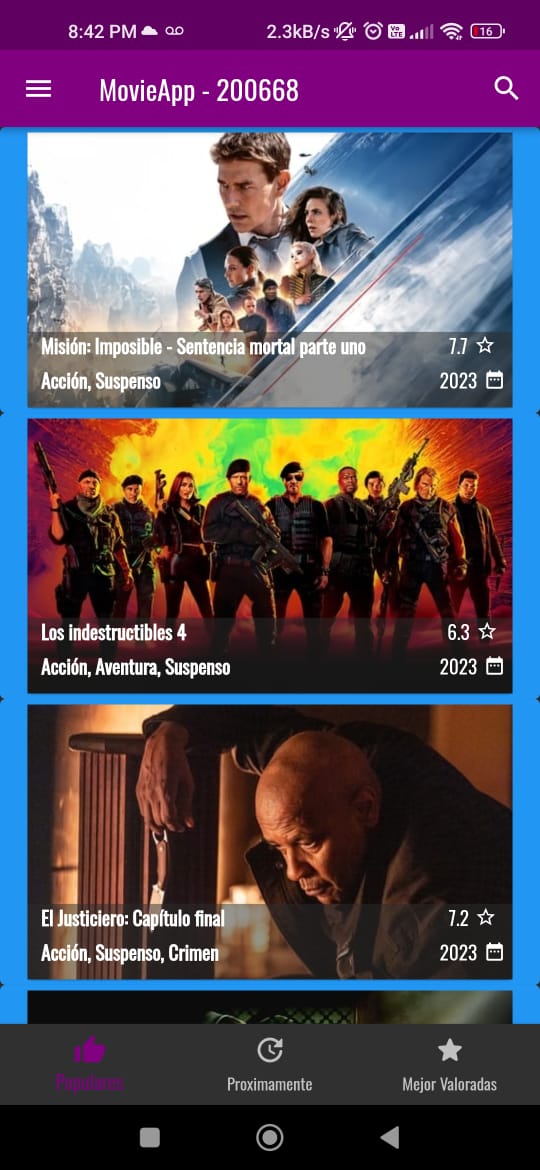 8:42 PM 2.3kB/s Vo LTE 16
MovieApp - 200668
Misión: Imposible - Sentencia mortal parte uno 7.7
Acción, Suspenso 2023
Los indestructibles 4 6.3
Acción, Aventura, Suspenso 2023
El Justiciero: Capítulo final 7.2
Acción, Suspenso, Crimen 2023
Populares Proximamente Mejor Valoradas